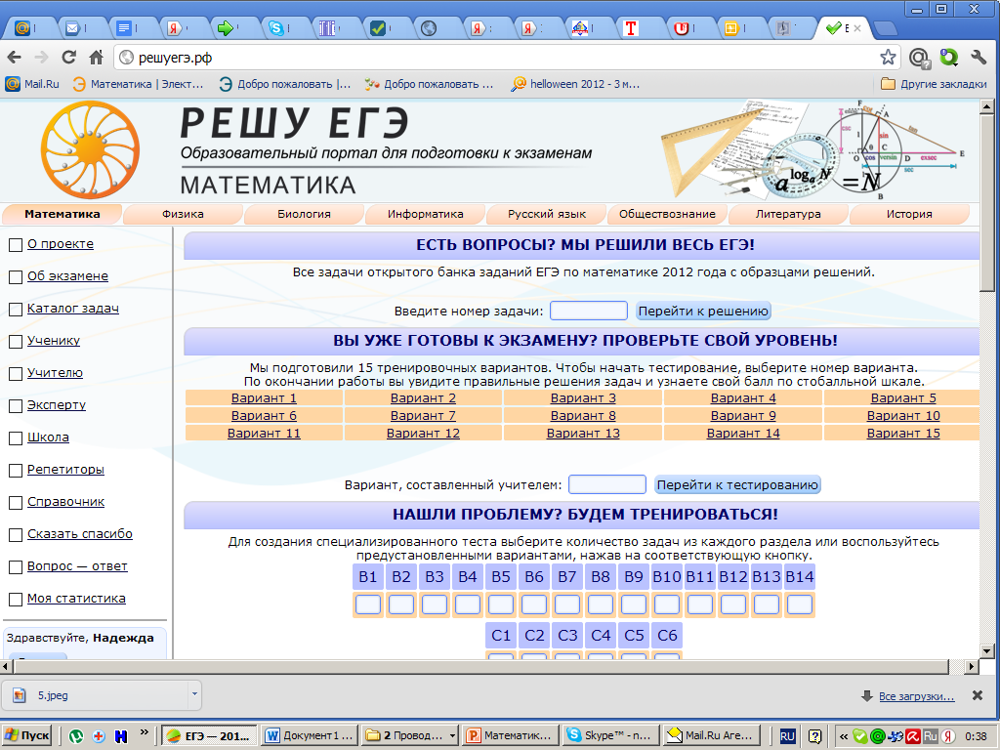 решуегэ.рф
Mail.Ru
Математика | Элект...
Добро пожаловать |...
Добро пожаловать ...
helloween 2012 - 3 м...
Другие закладки
РЕШУ ЕГЭ
Образовательный портал для подготовки к экзаменам
МАТЕМАТИКА
Математика
Физика
Биология
Информатика
Русский язык
Обществознание
Литература
История
О проекте
Об экзамене
Каталог задач
Ученику
Учителю
Эксперту
Школа
Репетиторы
Справочник
Сказать спасибо
Вопрос — ответ
Моя статистика
Здравствуйте, Надежда
ЕСТЬ ВОПРОСЫ? МЫ РЕШИЛИ ВЕСЬ ЕГЭ!
Все задачи открытого банка заданий ЕГЭ по математике 2012 года с образцами решений.
Введите номер задачи: Перейти к решению
ВЫ УЖЕ ГОТОВЫ К ЭКЗАМЕНУ? ПРОВЕРЬТЕ СВОЙ УРОВЕНЬ!
Мы подготовили 15 тренировочных вариантов. Чтобы начать тестирование, выберите номер варианта.
По окончании работы вы увидите правильные решения задач и узнаете свой балл по стобалльной шкале.
Вариант 1 Вариант 2 Вариант 3 Вариант 4 Вариант 5
Вариант 6 Вариант 7 Вариант 8 Вариант 9 Вариант 10
Вариант 11 Вариант 12 Вариант 13 Вариант 14 Вариант 15
Вариант, составленный учителем: Перейти к тестированию
НАШЛИ ПРОБЛЕМУ? БУДЕМ ТРЕНИРОВАТЬСЯ!
Для создания специализированного теста выберите количество задач из каждого раздела или воспользуйтесь
предустановленными вариантами, нажав на соответствующую кнопку.
B1 B2 B3 B4 B5 B6 B7 B8 B9 B10 B11 B12 B13 B14
C1 C2 C3 C4 C5 C6
5.jpeg
Все загрузки...
Пуск
ЕГЭ — 201...
Документ1 ...
2 Провод...
Математик...
Skype™ - n...
Mail.Ru Аге...
RU
0:38